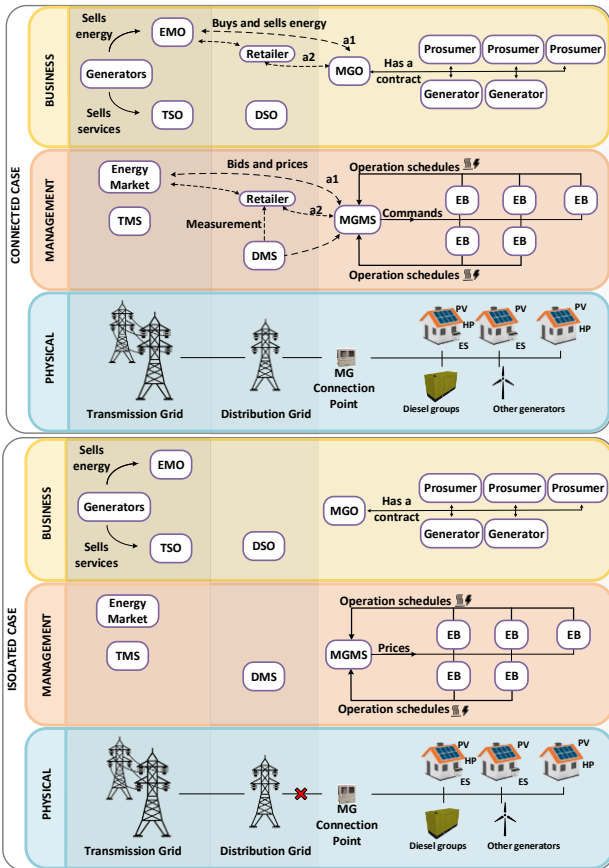 CONNECTED CASE
BUSINESS
Sells
energy
EMO
Buys and sells energy
a1
Retailer
a2
MGO
Has a
contract
Prosumer
Prosumer
Prosumer
Generators
Generator
Generator
Sells
services
TSO
DSO
MANAGEMENT
Energy
Market
Bids and prices
a1
Retailer
a2
TMS
Measurement
DMS
MGMS
Operation schedules
Commands
EB
EB
EB
EB
EB
Operation schedules
PHYSICAL
Transmission Grid
Distribution Grid
MG
Connection
Point
PV
HP
ES
PV
ES
PV
HP
Diesel groups
Other generators
ISOLATED CASE
BUSINESS
Sells
energy
EMO
Generators
Sells
services
TSO
DSO
MGO
Has a
contract
Prosumer
Prosumer
Prosumer
Generator
Generator
MANAGEMENT
Energy
Market
TMS
DMS
MGMS
Operation schedules
Prices
EB
EB
EB
EB
EB
Operation schedules
PHYSICAL
Transmission Grid
Distribution Grid
MG
Connection
Point
PV
HP
ES
PV
ES
PV
HP
Diesel groups
Other generators